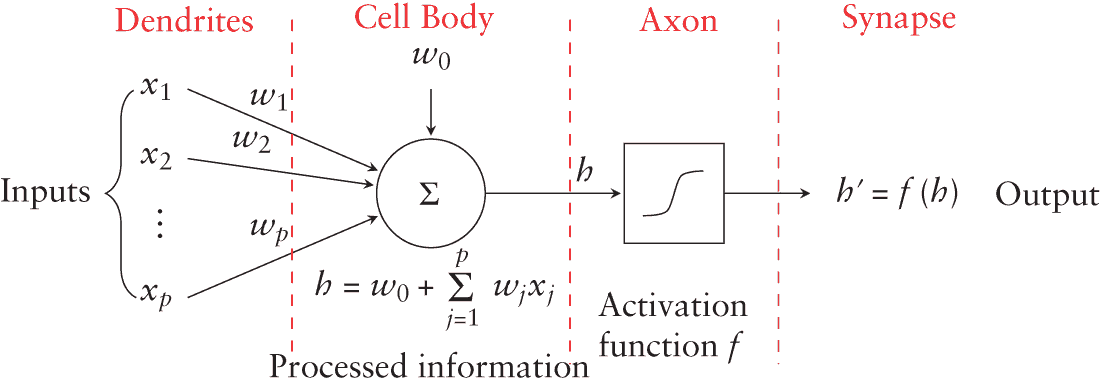 Dendrites Cell Body Axon Synapse
w0
x1 w1
x2 w2
Inputs ⋮ Σ h h′ = f (h) Output
wp
xp
h = w0 + Σ p j=1 wjxj
Activation
function f
Processed information